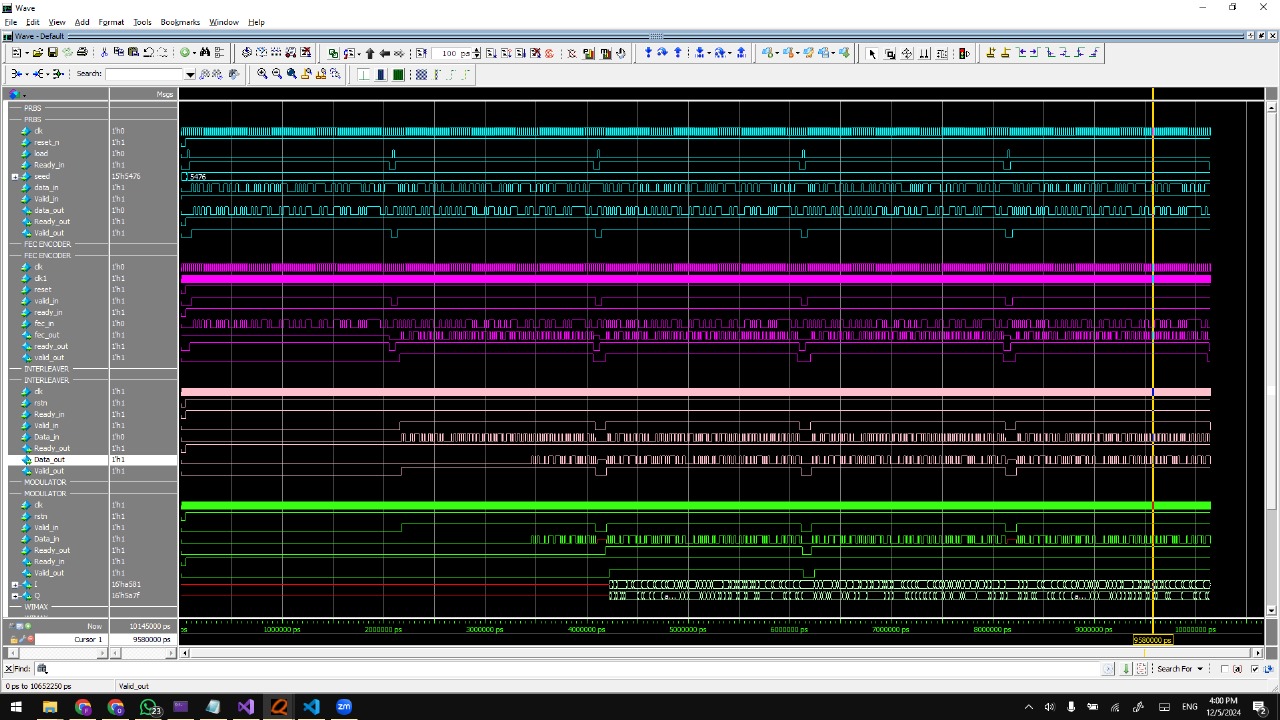 Wave
File Edit View Add Format Tools Bookmarks Window Help
Wave - Default
100 ps
Search:
Msgs
PRBS
PRBS
clk 1'h0
reset_n 1'h1
load 1'h0
Ready_in 1'h1
seed 15'h5476 5476
data_in 1'h1
Valid_in 1'h1
data_out 1'h0
Ready_out 1'h1
Valid_out 1'h1
FEC ENCODER
FEC ENCODER
clk 1'h0
clk1 1'h1
reset 1'h1
valid_in 1'h1
ready_in 1'h1
fec_in 1'h0
fec_out 1'h1
ready_out 1'h1
valid_out 1'h1
INTERLEAVER
INTERLEAVER
clk 1'h1
rstn 1'h1
Ready_in 1'h1
Valid_in 1'h1
Data_in 1'h0
Ready_out 1'h1
Data_out 1'h1
Valid_out 1'h1
MODULATOR
MODULATOR
clk 1'h1
rstn 1'h1
Valid_in 1'h1
Data_in 1'h1
Ready_out 1'h1
Ready_in 1'h1
Valid_out 1'h1
I 16'ha581
Q 16'h5a7f a... a...
WIMAX
Now 10145000 ps ps 1000000 ps 2000000 ps 3000000 ps 4000000 ps 5000000 ps 6000000 ps 7000000 ps 8000000 ps 9000000 ps 10000000 ps
Cursor 1 9580000 ps 9580000 ps
Find: Search For
0 ps to 10652250 ps Valid_out
23 zm ENG 4:00 PM 12/5/2024 2